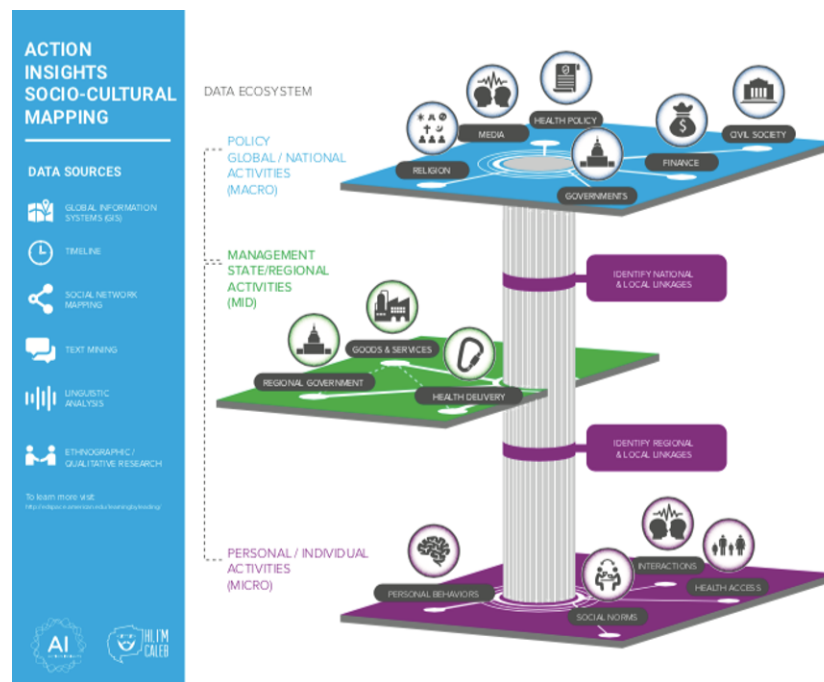 ACTION
INSIGHTS
SOCIO-CULTURAL
MAPPING
DATA SOURCES
GLOBAL INFORMATION
SYSTEMS (GIS)
TIMELINE
SOCIAL NETWORK
MAPPING
TEXT MINING
LINGUISTIC
ANALYSIS
ETHNOGRAPHIC /
QUALITATIVE RESEARCH
To learn more visit:
AI
HI, I'M
CALEB
DATA ECOSYSTEM
POLICY
GLOBAL / NATIONAL
ACTIVITIES
(MACRO)
RELIGION
MEDIA
HEALTH POLICY
GOVERNMENTS
FINANCE
CIVIL SOCIETY
IDENTIFY NATIONAL
& LOCAL LINKAGES
MANAGEMENT
STATE/REGIONAL
ACTIVITIES
(MID)
REGIONAL GOVERNMENT
GOODS & SERVICES
HEALTH DELIVERY
IDENTIFY REGIONAL
& LOCAL LINKAGES
PERSONAL / INDIVIDUAL
ACTIVITIES
(MICRO)
PERSONAL BEHAVIORS
SOCIAL NORMS
INTERACTIONS
HEALTH ACCESS